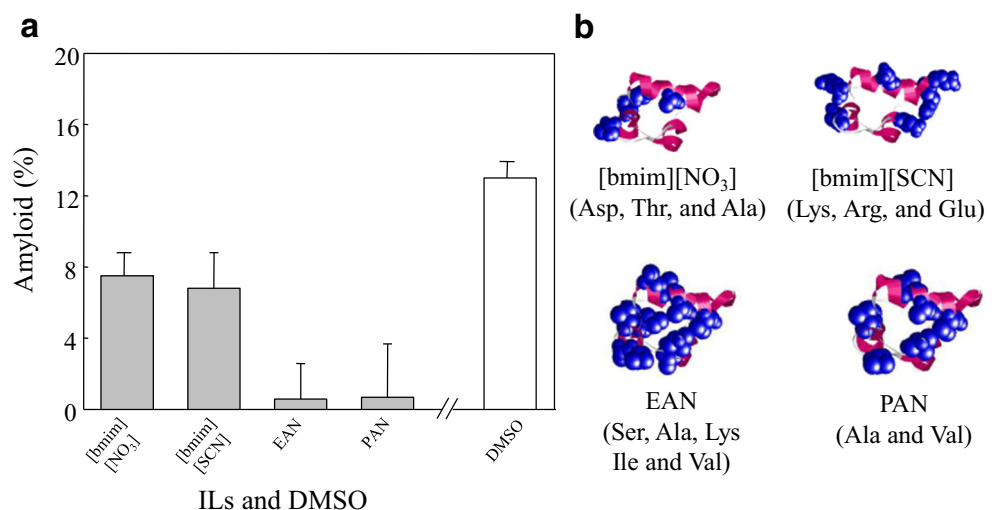 a
20
16
12
8
4
0
Amyloid (%)
[bmim]
[NO₃]
[bmim]
[SCN]
EAN
PAN
DMSO
ILs and DMSO
b
[bmim][NO₃]
(Asp, Thr, and Ala)
[bmim][SCN]
(Lys, Arg, and Glu)
EAN
(Ser, Ala, Lys
Ile and Val)
PAN
(Ala and Val)